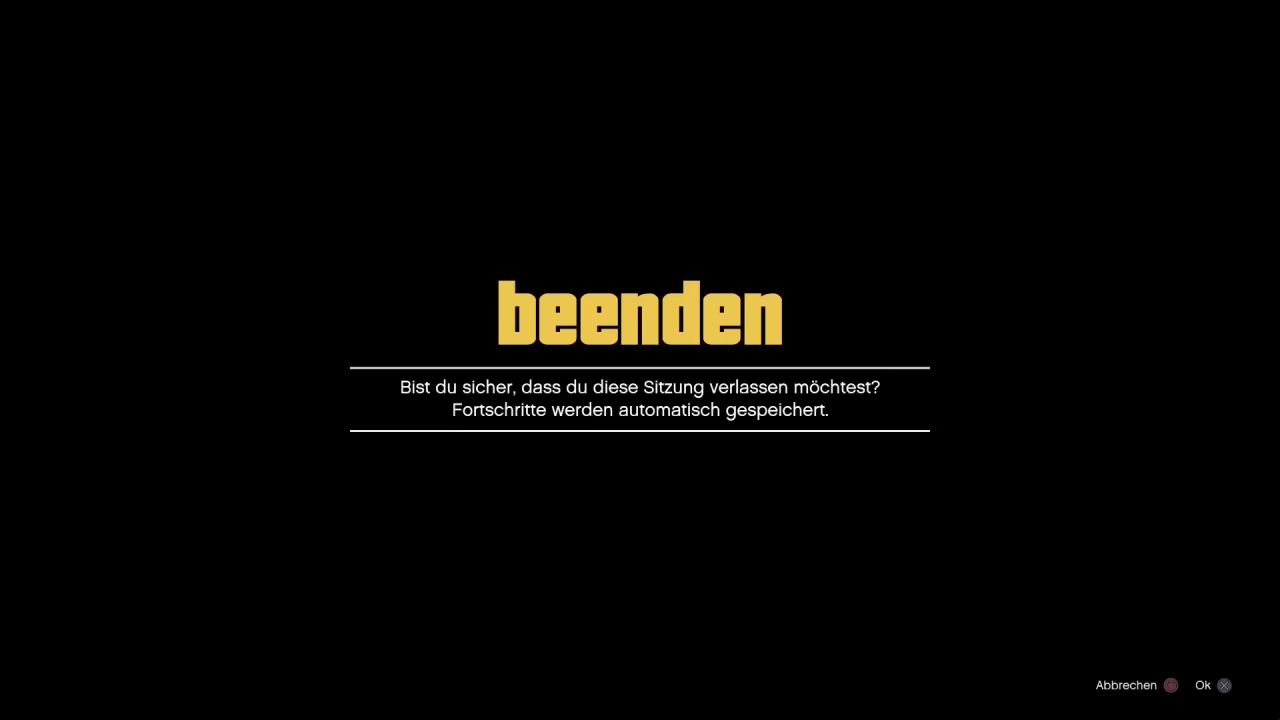 beenden
Bist du sicher, dass du diese Sitzung verlassen möchtest?
Fortschritte werden automatisch gespeichert.
Abbrechen Ok